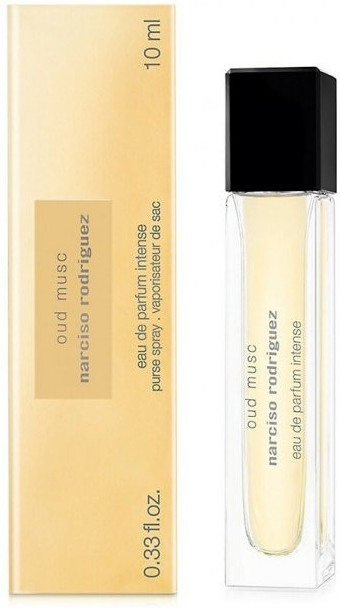 oud musc
narciso rodriguez
eau de parfum intense
purse spray . vaporisateur de sac
0.33 fl.oz.
10 ml
oud musc
narciso rodriguez
eau de parfum intense